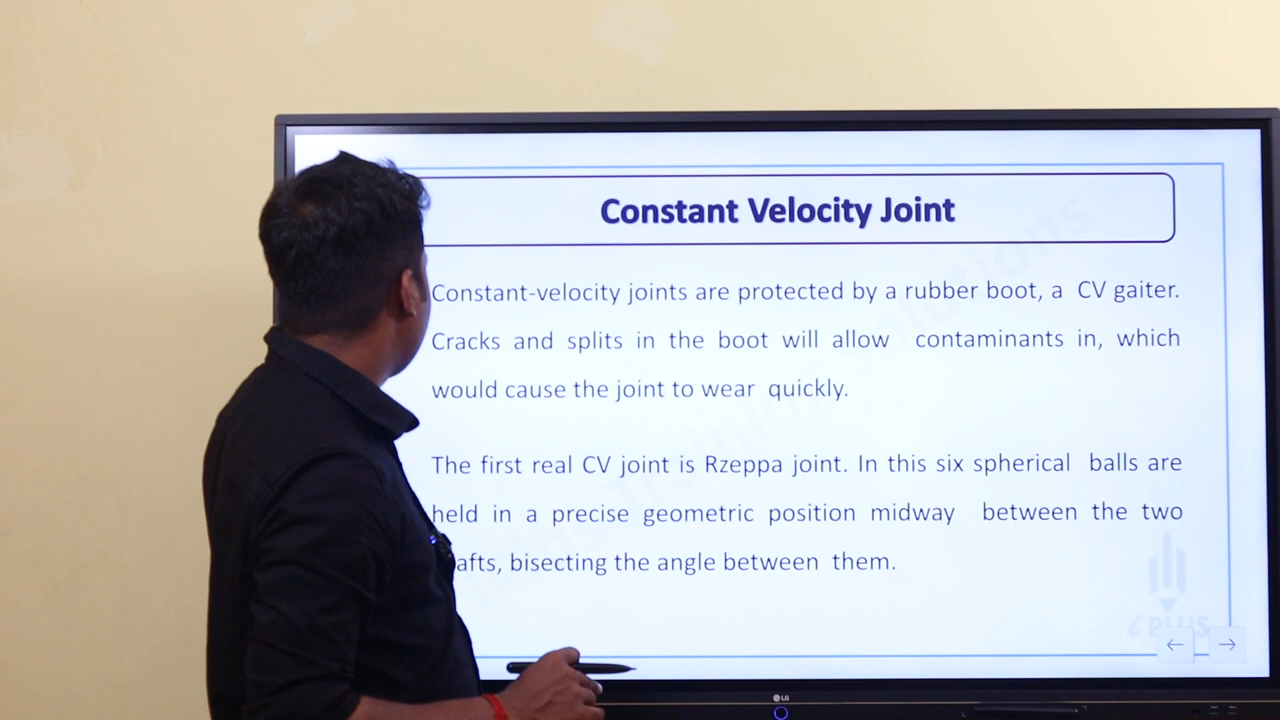 Constant Velocity Joint
Constant-velocity joints are protected by a rubber boot, a CV gaiter.
Cracks and splits in the boot will allow contaminants in, which
would cause the joint to wear quickly.
The first real CV joint is Rzeppa joint. In this six spherical balls are
held in a precise geometric position midway between the two
afts, bisecting the angle between them.
PLUS
LG